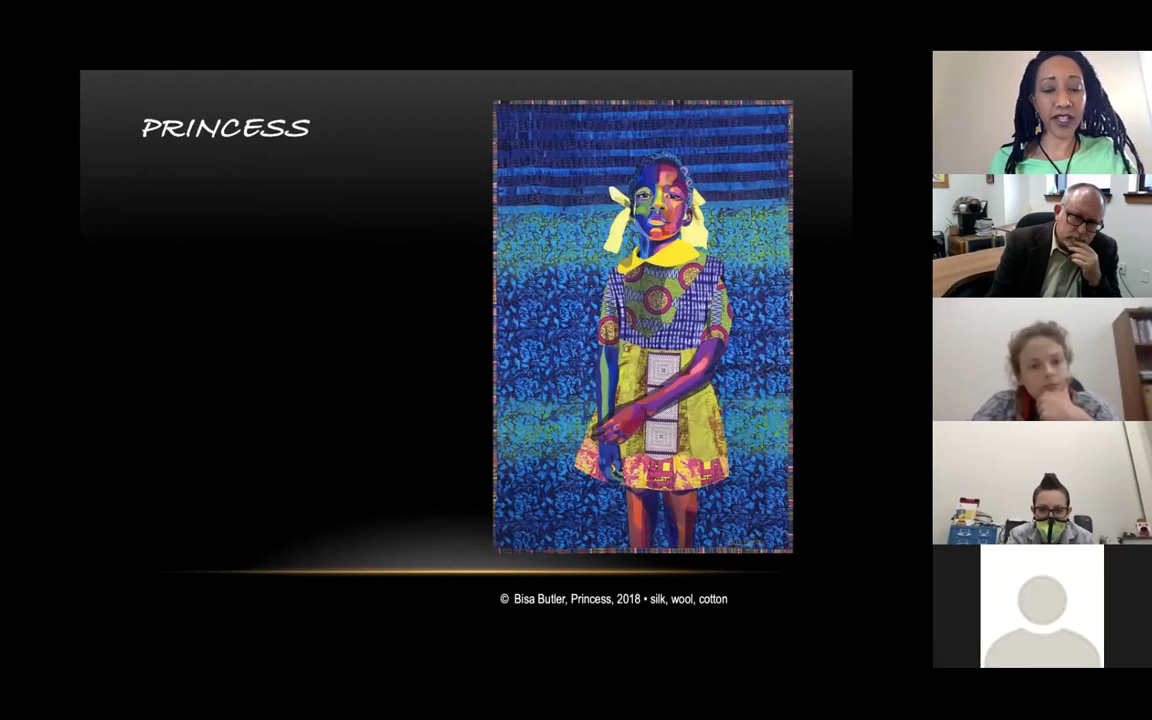 PRINCESS
© Bisa Butler, Princess, 2018 • silk, wool, cotton